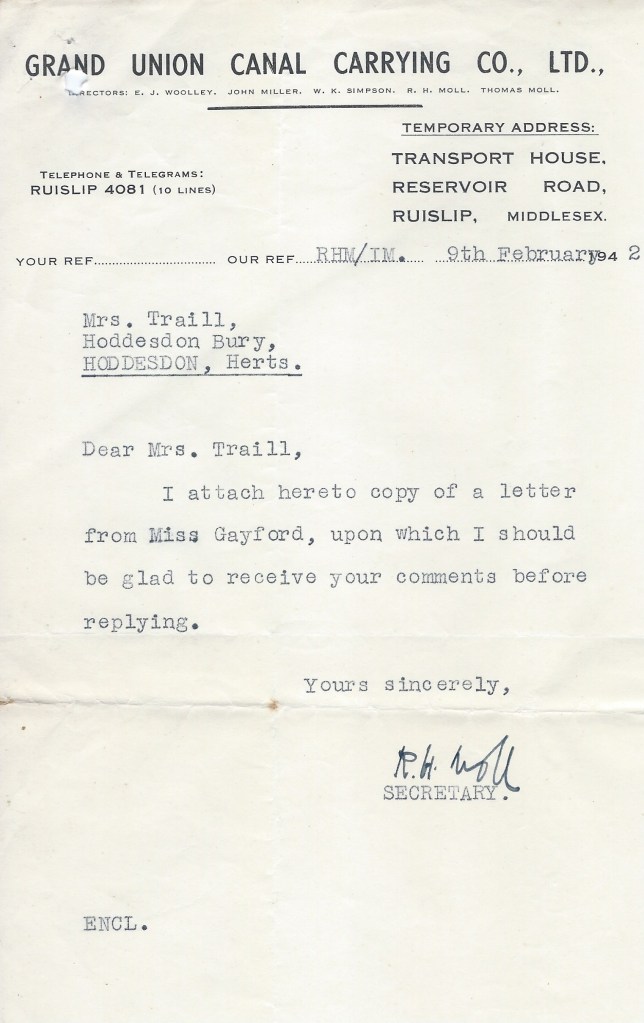 GRAND UNION CANAL CARRYING CO., LTD.,
DIRECTORS: E. J. WOOLLEY. JOHN MILLER. W. K. SIMPSON. R. H. MOLL. THOMAS MOLL.
TEMPORARY ADDRESS:
TELEPHONE & TELEGRAMS:
RUISLIP 4081 (10 LINES)
TRANSPORT HOUSE,
RESERVOIR ROAD,
RUISLIP, MIDDLESEX.
YOUR REF................................ OUR REF..... RHM/IM. ..... 9th February 194 2
Mrs. Traill,
Hoddesdon Bury,
HODDESDON, Herts.
Dear Mrs. Traill,
I attach hereto copy of a letter
from Miss Gayford, upon which I should
be glad to receive your comments before
replying.
Yours sincerely,
R. H. Moll
SECRETARY.
ENCL.